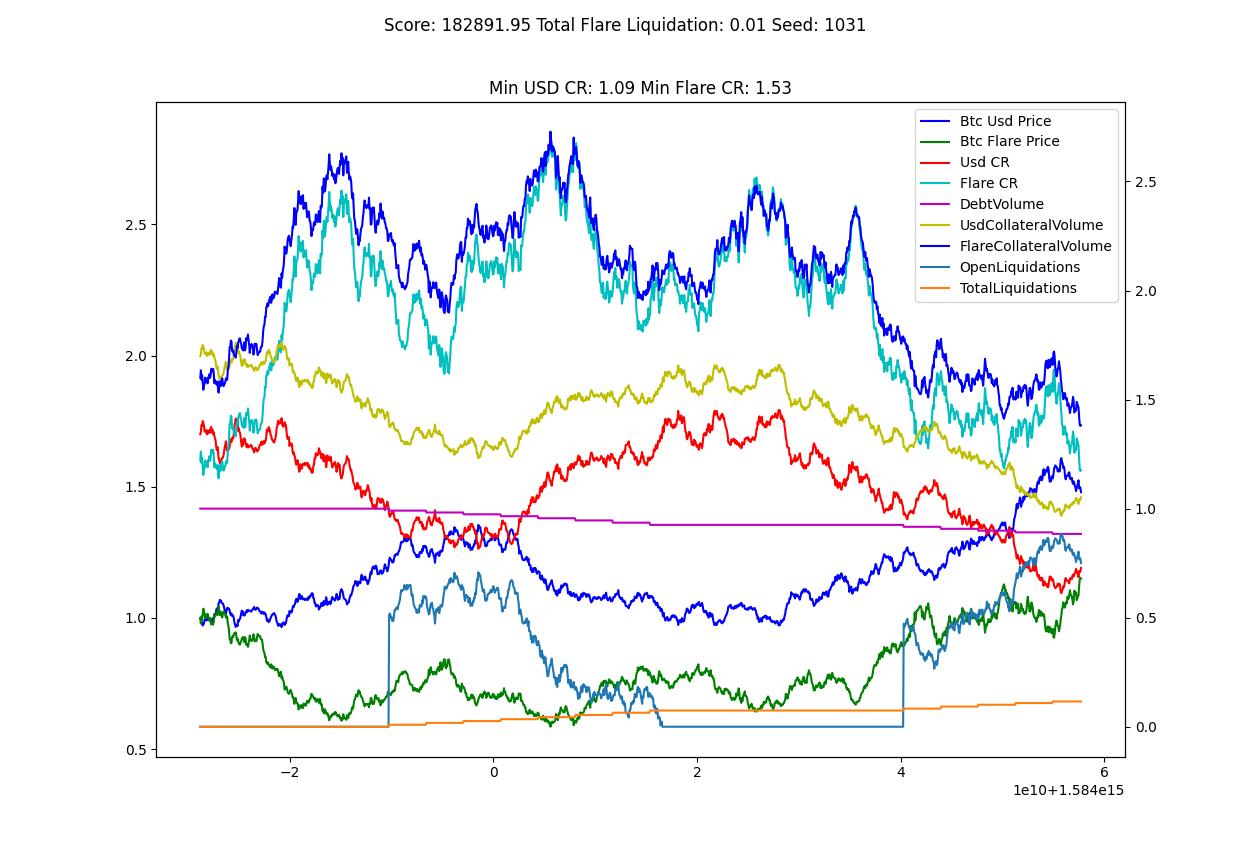 Score: 182891.95 Total Flare Liquidation: 0.01 Seed: 1031
Min USD CR: 1.09 Min Flare CR: 1.53
Btc Usd Price
Btc Flare Price
Usd CR
Flare CR
DebtVolume
UsdCollateralVolume
FlareCollateralVolume
OpenLiquidations
TotalLiquidations
2.5
2.0
1.5
1.0
0.5
2.5
2.0
1.5
1.0
0.5
0.0
−2
0
2
4
6
1e10+1.584e15